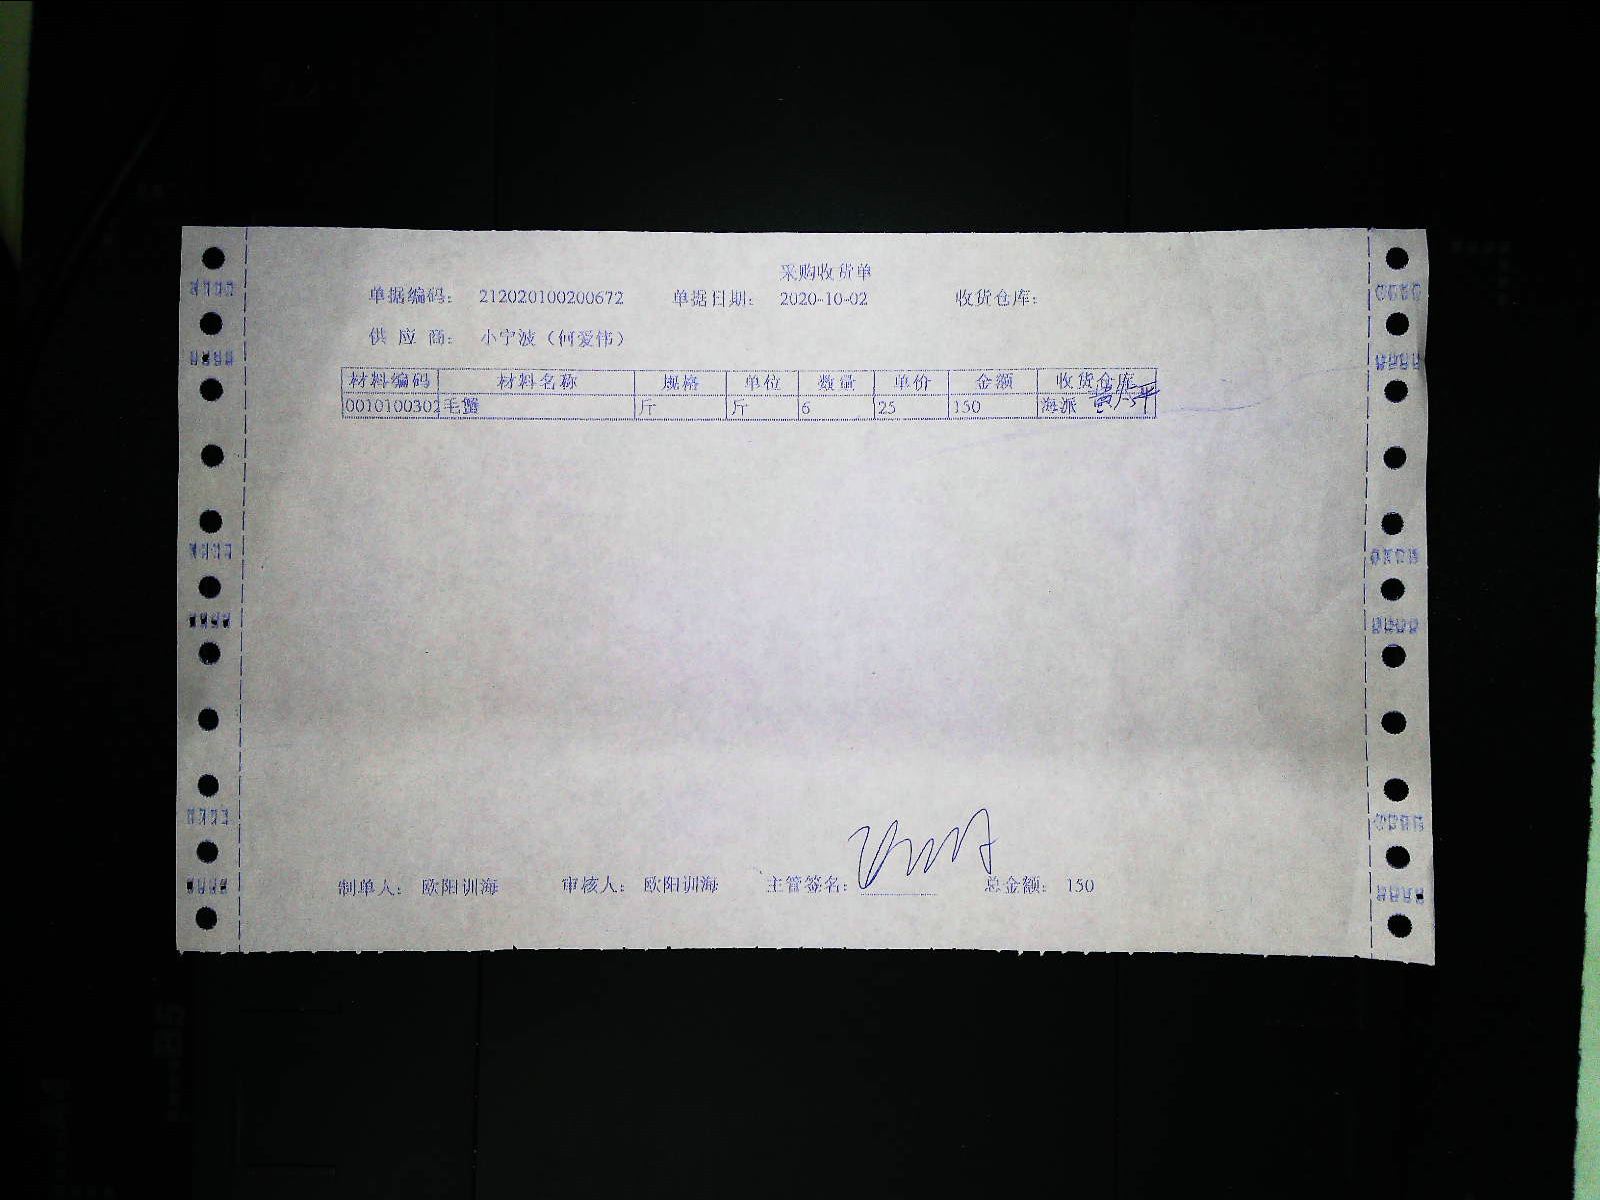 采购收货单
单据编码： 212020100200672 单据日期： 2020-10-02 收货仓库：
供 应 商： 小宁波（何爱伟）
材料编码 材料名称 规格 单位 数量 单价 金额 收货仓库
0010100302 毛蟹 斤 斤 6 25 150 海派
制单人： 欧阳训海 审核人： 欧阳训海 主管签名： 总金额： 150